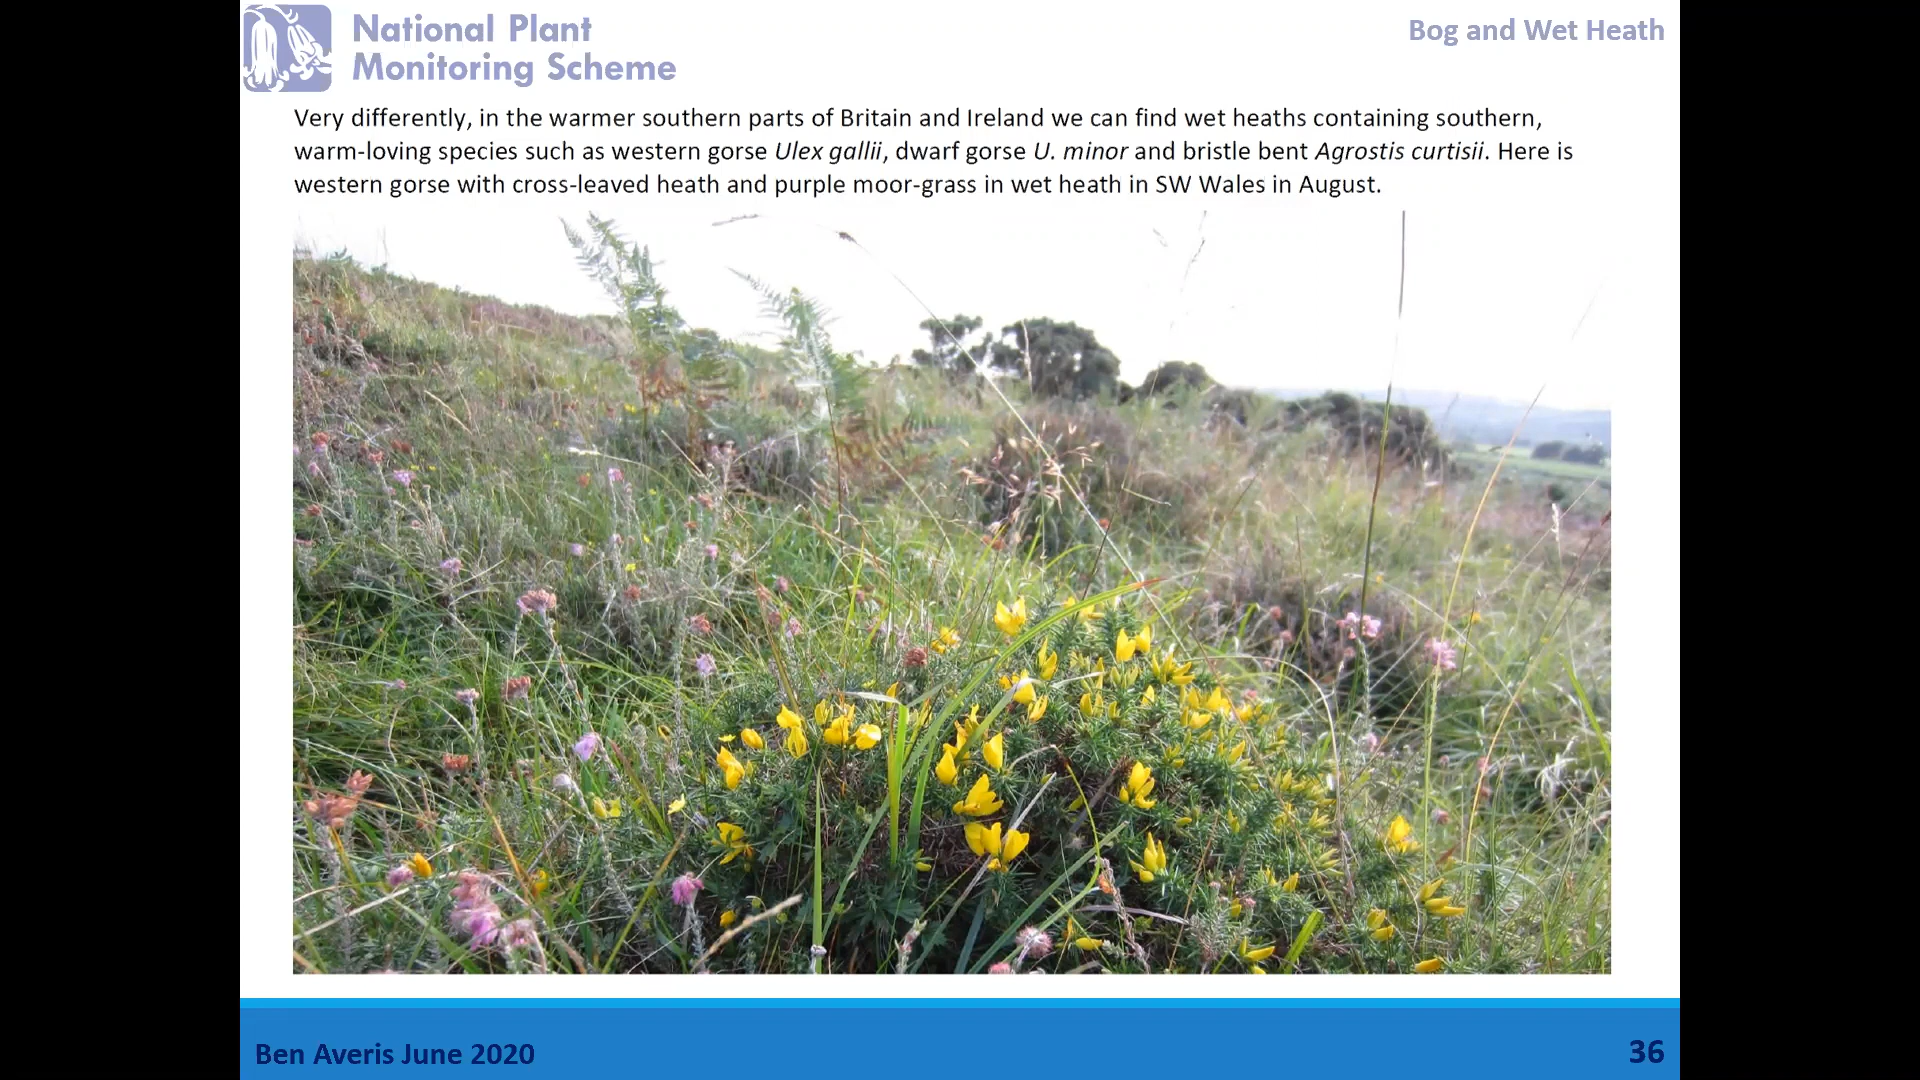 National Plant
Monitoring Scheme
Bog and Wet Heath
Very differently, in the warmer southern parts of Britain and Ireland we can find wet heaths containing southern,
warm-loving species such as western gorse Ulex gallii, dwarf gorse U. minor and bristle bent Agrostis curtisii. Here is
western gorse with cross-leaved heath and purple moor-grass in wet heath in SW Wales in August.
Ben Averis June 2020
36